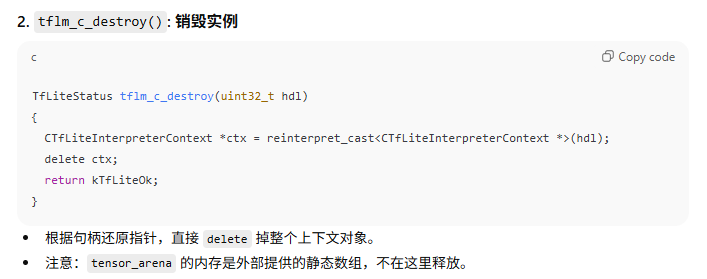 2. tflm_c_destroy(): 销毁实例
c
Copy code
TfLiteStatus tflm_c_destroy(uint32_t hdl)
{
  CTfLiteInterpreterContext *ctx = reinterpret_cast<CTfLiteInterpreterContext *>(hdl);
  delete ctx;
  return kTfLiteOk;
}
• 根据句柄还原指针，直接 delete 掉整个上下文对象。
• 注意：tensor_arena 的内存是外部提供的静态数组，不在这里释放。